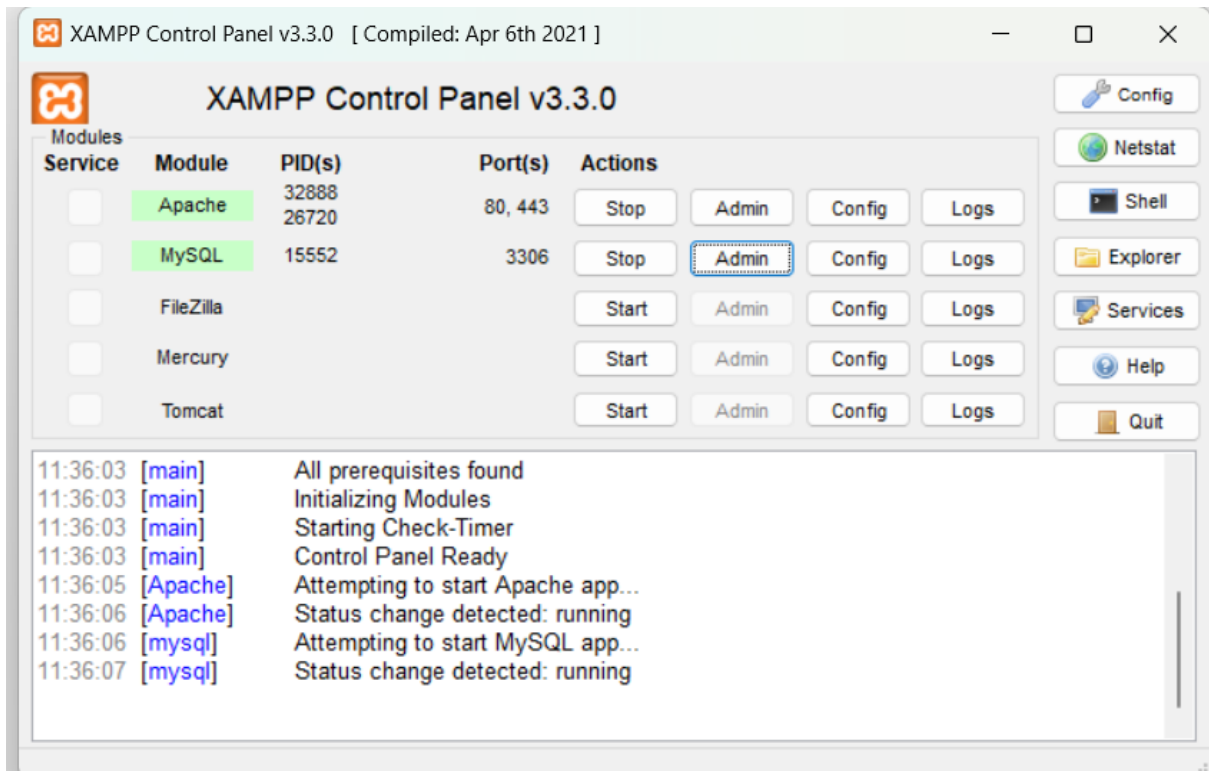 XAMPP Control Panel v3.3.0 [ Compiled: Apr 6th 2021 ]
XAMPP Control Panel v3.3.0
Modules
Service Module PID(s) Port(s) Actions
Apache 32888 26720 80, 443 Stop Admin Config Logs
MySQL 15552 3306 Stop Admin Config Logs
FileZilla Start Admin Config Logs
Mercury Start Admin Config Logs
Tomcat Start Admin Config Logs
Config
Netstat
Shell
Explorer
Services
Help
Quit
11:36:03 [main] All prerequisites found
11:36:03 [main] Initializing Modules
11:36:03 [main] Starting Check-Timer
11:36:03 [main] Control Panel Ready
11:36:05 [Apache] Attempting to start Apache app...
11:36:06 [Apache] Status change detected: running
11:36:06 [mysql] Attempting to start MySQL app...
11:36:07 [mysql] Status change detected: running